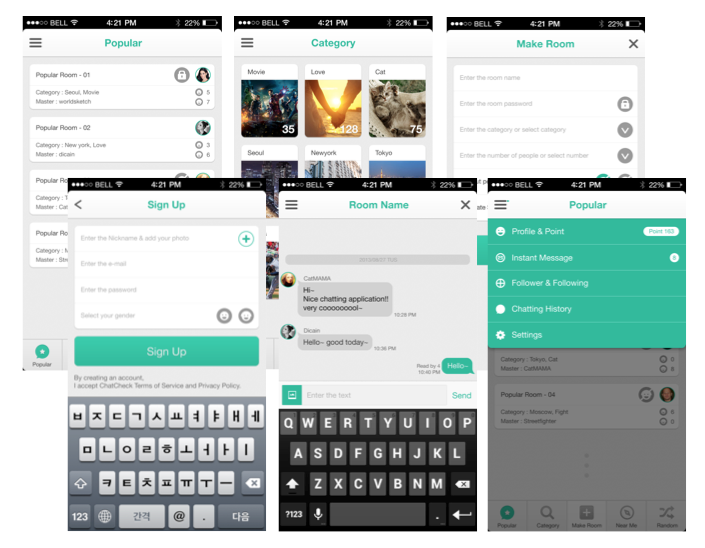 BELL 4:21 PM 22%
Popular
Popular Room - 01
Category : Seoul, Movie 5
Master : worldsketch 7
Popular Room - 02
Category : New york, Love 3
Master : dicain 6
Popular Ro
Category : T
Master : Cat
Popular Ro
Category : M
Master : Stre
Popular
BELL 4:21 PM 22%
Category
Movie Love Cat
35 128 75
Seoul Newyork Tokyo
BELL 4:21 PM 22%
Make Room
Enter the room name
Enter the room password
Enter the category or select category
Enter the number of people or select number
BELL 4:21 PM 22%
Sign Up
Enter the Nickname & add your photo
Enter the e-mail
Enter the password
Select your gender
Sign Up
By creating an account,
I accept ChatCheck Terms of Service and Privacy Policy.
ㅂ ㅈ ㄷ ㄱ ㅅ ㅛ ㅕ ㅑ ㅐ ㅔ
ㅁ ㄴ ㅇ ㄹ ㅎ ㅗ ㅓ ㅏ ㅣ
ㅋ ㅌ ㅊ ㅍ ㅠ ㅜ ㅡ
123 간격 @ . 다음
BELL 4:21 PM 22%
Room Name
CatMAMA
Hi~
Nice chatting application!!
very cooooooool~
10:28 PM
Dicain
Hello~ good today~
10:36 PM
Read by 4
10:40 PM
Hello~
Enter the text Send
Q W E R T Y U I O P
A S D F G H J K L
Z X C V B N M
?123 .
BELL 4:21 PM 22%
Popular
Profile & Point Point 163
Instant Message
Follower & Following
Chatting History
Settings
Category : Tokyo, Cat 0
Master : CatMAMA 8
Popular Room - 04
Category : Moscow, Fight 6
Master : Streetfighter 0
Popular Category Make Room Near Me Random